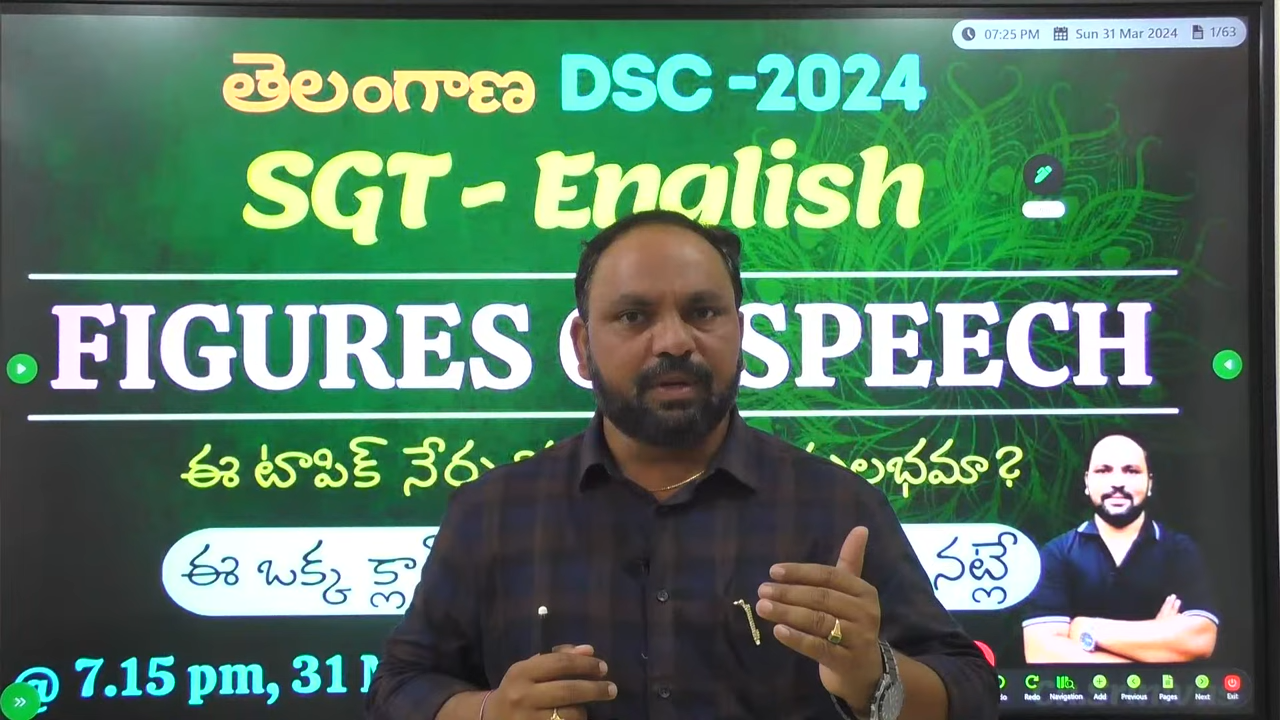 07:25 PM Sun 31 Mar 2024 1/63
తెలంగాణ DSC -2024
SGT - English
FIGURES SPEECH
ఈ టాపిక్
ఈ ఒక్క నట్లే
@ 7.15 pm, 31
Redo Navigation Add Previous Pages Next Exit